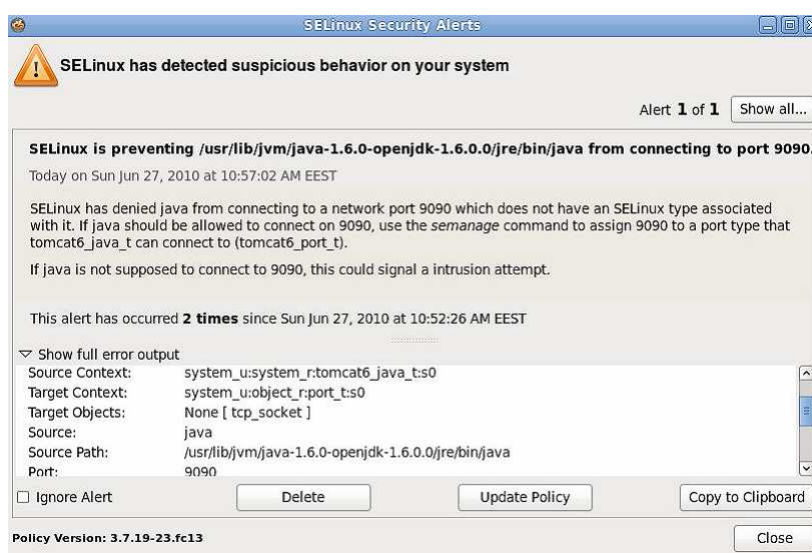 SELinux Security Alerts
SELinux has detected suspicious behavior on your system
Alert 1 of 1 Show all...
SELinux is preventing /usr/lib/jvm/java-1.6.0-openjdk-1.6.0.0/jre/bin/java from connecting to port 9090.
Today on Sun Jun 27, 2010 at 10:57:02 AM EEST
SELinux has denied java from connecting to a network port 9090 which does not have an SELinux type associated
with it. If java should be allowed to connect on 9090, use the semanage command to assign 9090 to a port type that
tomcat6_java_t can connect to (tomcat6_port_t).
If java is not supposed to connect to 9090, this could signal a intrusion attempt.
This alert has occurred 2 times since Sun Jun 27, 2010 at 10:52:26 AM EEST
Show full error output
Source Context: system_u:system_r:tomcat6_java_t:s0
Target Context: system_u:object_r:port_t:s0
Target Objects: None [ tcp_socket ]
Source: java
Source Path: /usr/lib/jvm/java-1.6.0-openjdk-1.6.0.0/jre/bin/java
Port: 9090
Ignore Alert Delete Update Policy Copy to Clipboard
Policy Version: 3.7.19-23.fc13 Close